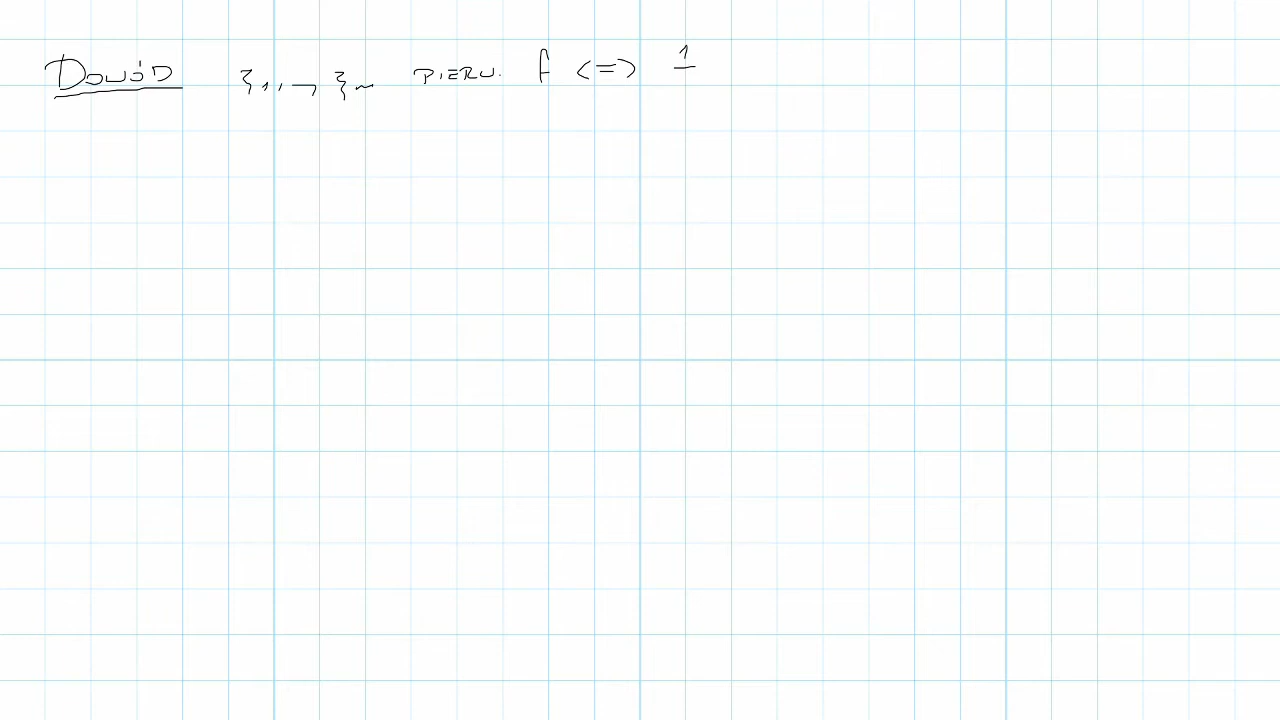 Dowód ξ₁, ..., ξₙ pierw. f <=> 1